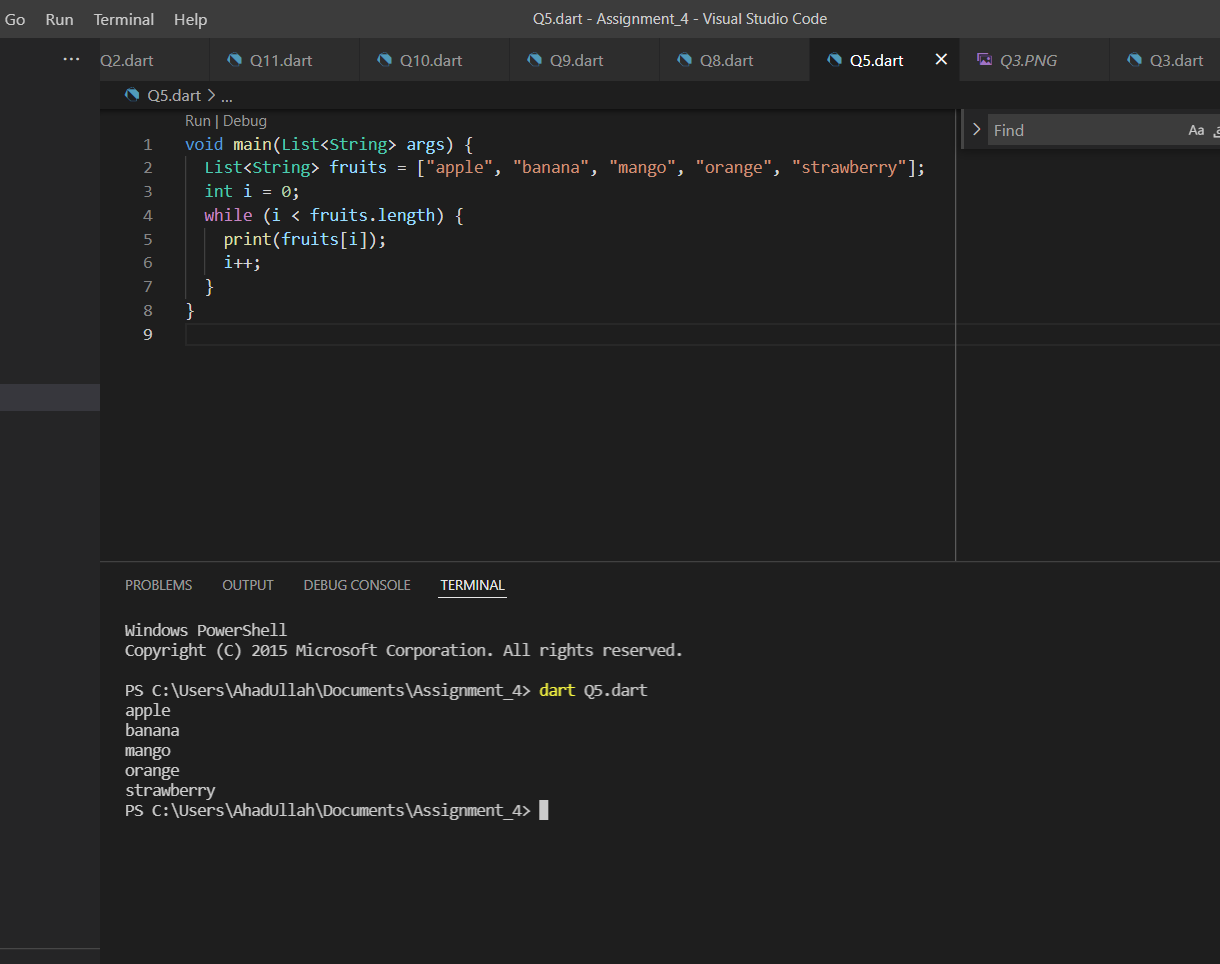 Go Run Terminal Help Q5.dart - Assignment_4 - Visual Studio Code
... Q2.dart Q11.dart Q10.dart Q9.dart Q8.dart Q5.dart Q3.PNG Q3.dart
Q5.dart > ...
Run | Debug
Find Aa
1 void main(List<String> args) {
2 List<String> fruits = ["apple", "banana", "mango", "orange", "strawberry"];
3 int i = 0;
4 while (i < fruits.length) {
5 print(fruits[i]);
6 i++;
7 }
8 }
9
PROBLEMS OUTPUT DEBUG CONSOLE TERMINAL
Windows PowerShell
Copyright (C) 2015 Microsoft Corporation. All rights reserved.
PS C:\Users\AhadUllah\Documents\Assignment_4> dart Q5.dart
apple
banana
mango
orange
strawberry
PS C:\Users\AhadUllah\Documents\Assignment_4>